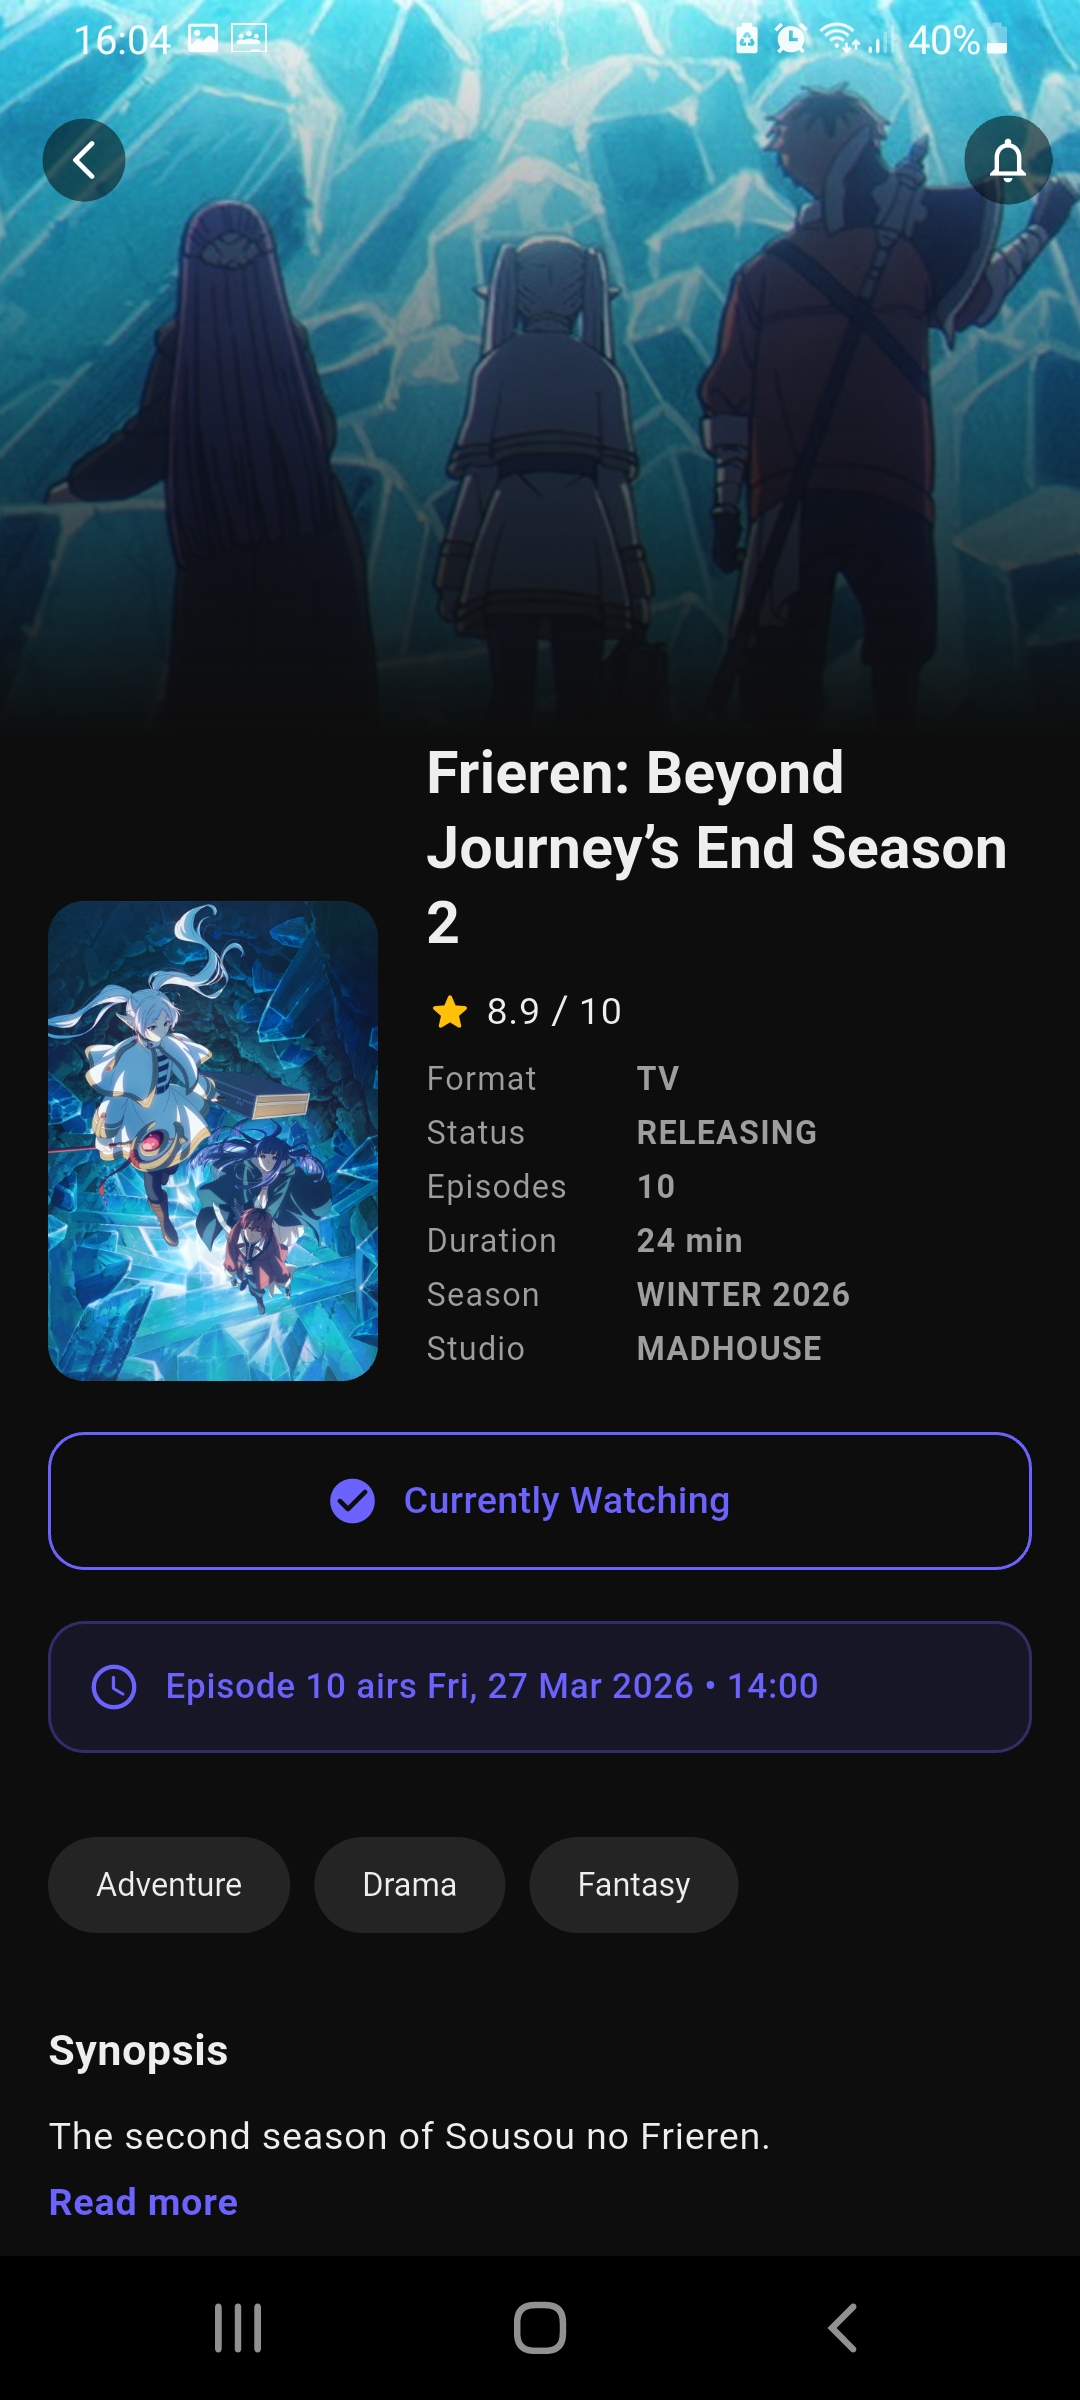 16:04 40%
Frieren: Beyond
Journey’s End Season
2
8.9 / 10
Format TV
Status RELEASING
Episodes 10
Duration 24 min
Season WINTER 2026
Studio MADHOUSE
Currently Watching
Episode 10 airs Fri, 27 Mar 2026 • 14:00
Adventure Drama Fantasy
Synopsis
The second season of Sousou no Frieren.
Read more